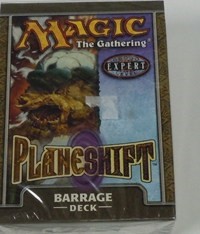 MAGIC
The Gathering
EXPERT
PLANESHIFT
BARRAGE
DECK